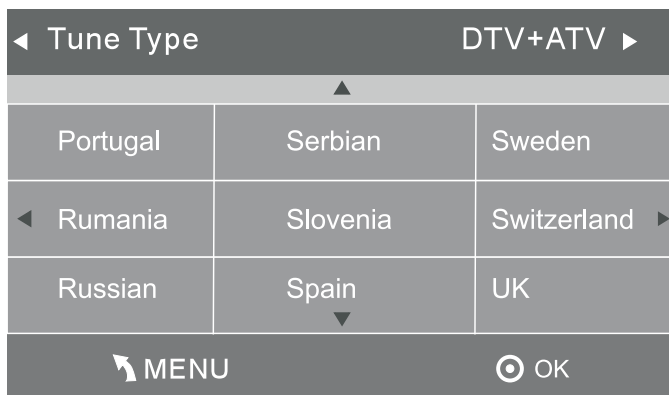 Tune Type DTV+ATV
Portugal Serbian Sweden
Rumania Slovenia Switzerland
Russian Spain UK
MENU OK